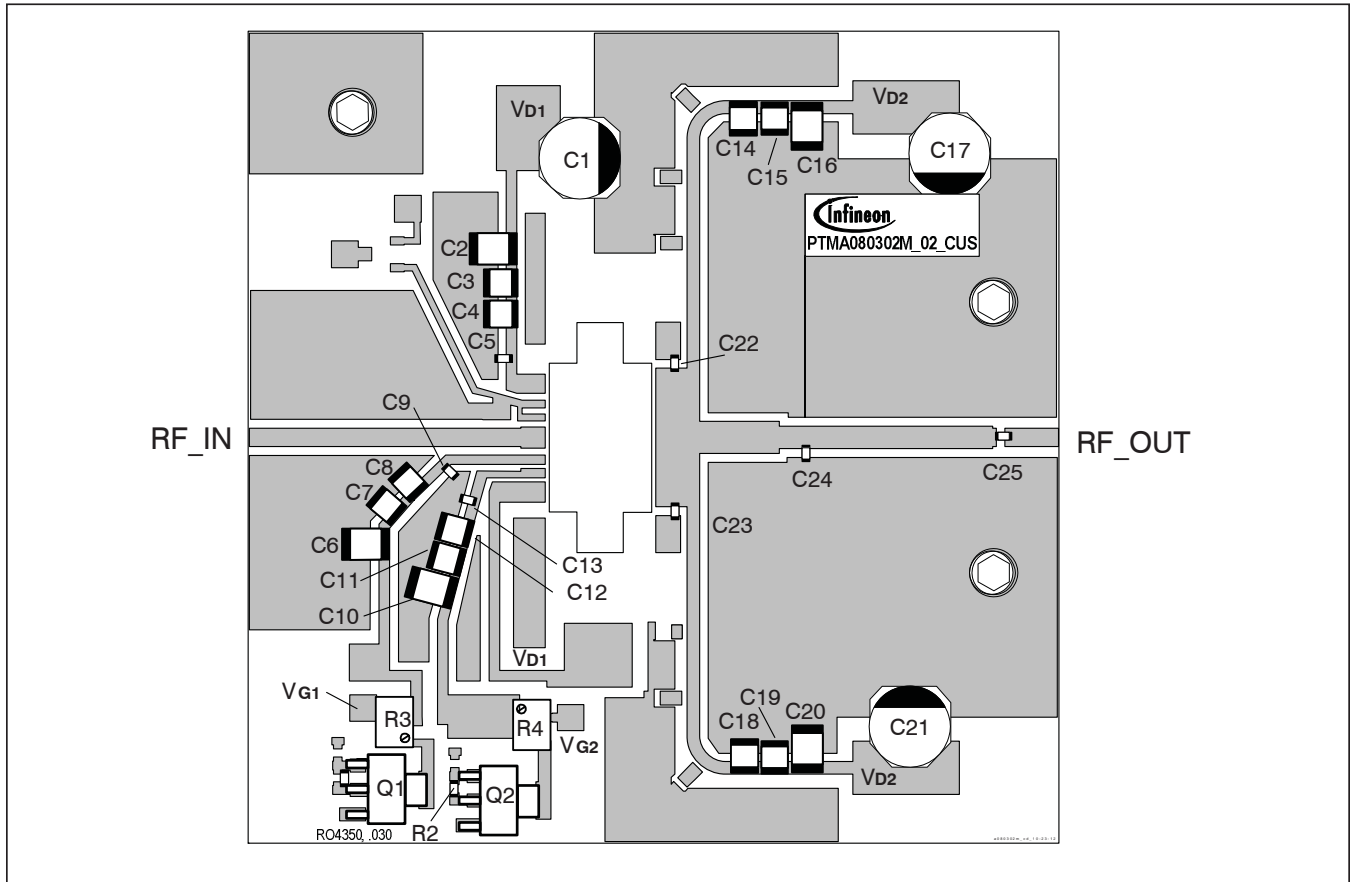 VD1
VD2
C1
C14
C15
C16
C17
Infineon
PTMA080302M_02_CUS
C2
C3
C4
C5
C22
C9
RF_IN
RF_OUT
C8
C7
C6
C24
C25
C23
C11
C10
C13
C12
VD1
VG1
R3
R4
VG2
C19
C18
C20
C21
VD2
Q1
R2
Q2
RO4350, .030